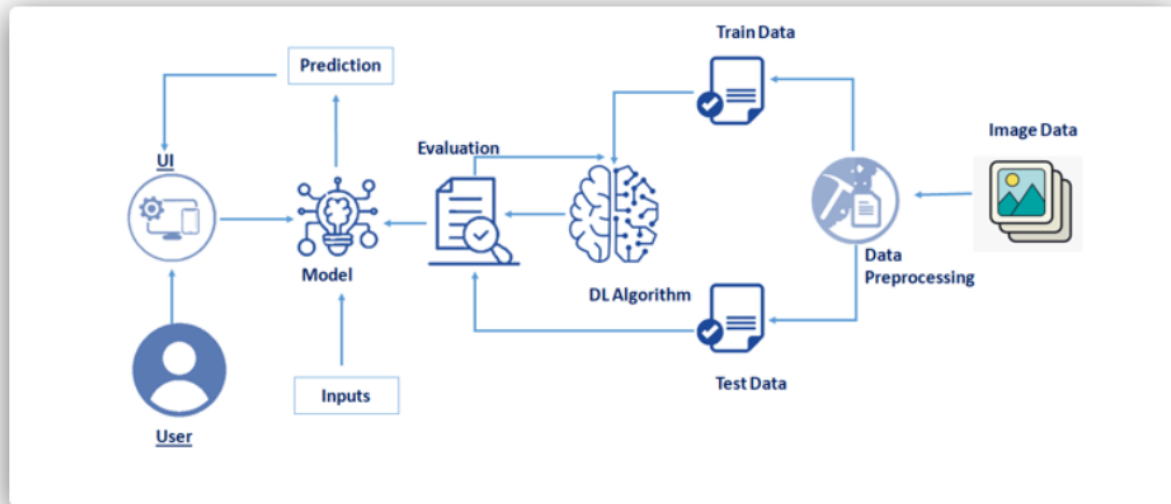 Train Data
Prediction
Image Data
Evaluation
UI
Model
Data
Preprocessing
DL Algorithm
Inputs
Test Data
User